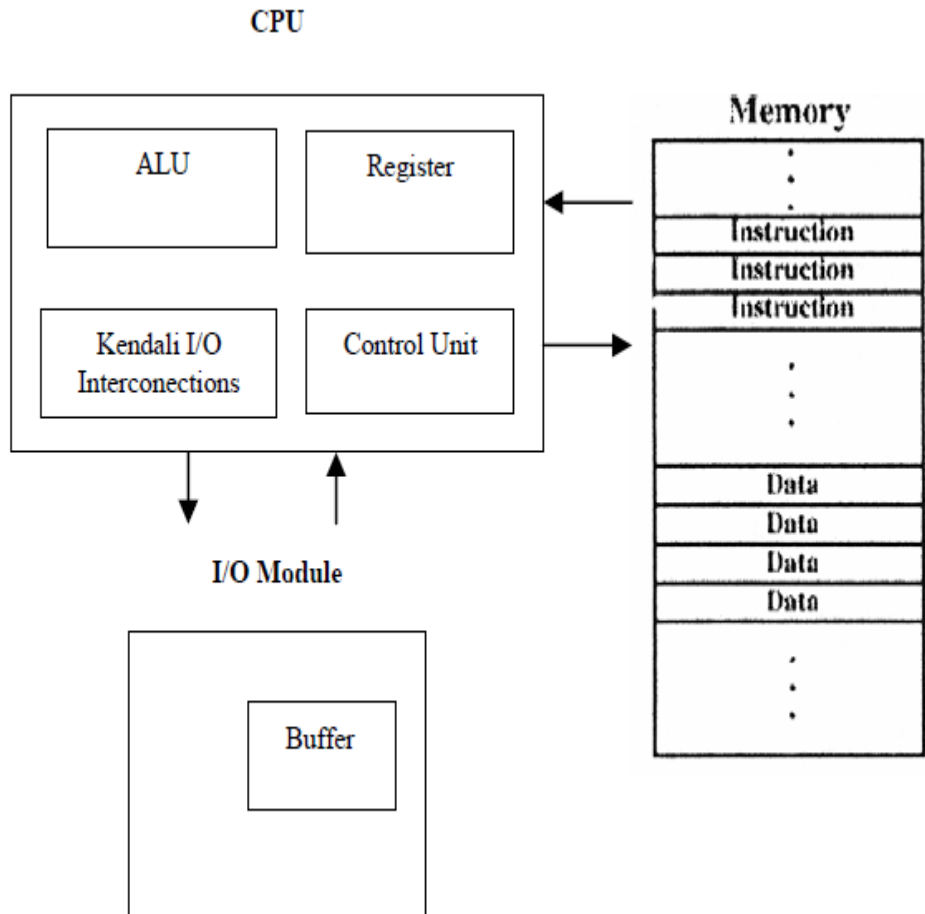 CPU
ALU
Register
Kendali I/O
Interconections
Control Unit
I/O Module
Buffer
Memory
Instruction
Instruction
Instruction
Data
Data
Data
Data